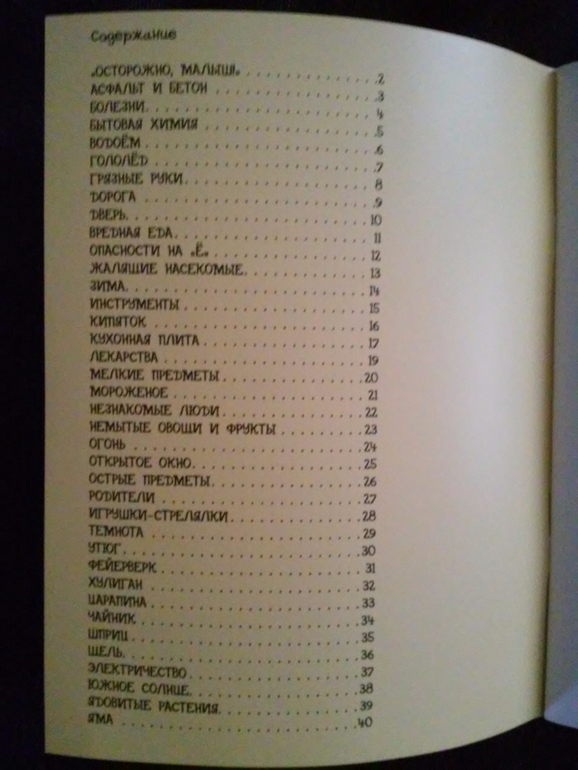 Содержание
«ОСТОРОЖНО, МАЛЫШ!» . . . . . . . . . . . . . .2
АСФАЛЬТ И БЕТОН . . . . . . . . . . . . . . . . .3
БОЛЕЗНИ. . . . . . . . . . . . . . . . . . . . . . . 4
БЫТОВАЯ ХИМИЯ . . . . . . . . . . . . . . . . . .5
ВОДОЁМ . . . . . . . . . . . . . . . . . . . . . . .6
ГОЛОЛЁД . . . . . . . . . . . . . . . . . . . . . .7
ГРЯЗНЫЕ РУКИ. . . . . . . . . . . . . . . . . . . 8
ДОРОГА . . . . . . . . . . . . . . . . . . . . . . .9
ДВЕРЬ. . . . . . . . . . . . . . . . . . . . . . . 10
ВРЕДНАЯ ЕДА. . . . . . . . . . . . . . . . . . . 11
ОПАСНОСТИ НА «Ё». . . . . . . . . . . . . . . . 12
ЖАЛЯЩИЕ НАСЕКОМЫЕ. . . . . . . . . . . . . 13
ЗИМА. . . . . . . . . . . . . . . . . . . . . . . . 14
ИНСТРУМЕНТЫ . . . . . . . . . . . . . . . . . . 15
КИПЯТОК . . . . . . . . . . . . . . . . . . . . . 16
КУХОННАЯ ПЛИТА . . . . . . . . . . . . . . . . 17
ЛЕКАРСТВА . . . . . . . . . . . . . . . . . . . . 19
МЕЛКИЕ ПРЕДМЕТЫ . . . . . . . . . . . . . . .20
МОРОЖЕНОЕ . . . . . . . . . . . . . . . . . . . 21
НЕЗНАКОМЫЕ ЛЮДИ . . . . . . . . . . . . . . 22
НЕМЫТЫЕ ОВОЩИ И ФРУКТЫ . . . . . . . . .23
ОГОНЬ . . . . . . . . . . . . . . . . . . . . . . .24
ОТКРЫТОЕ ОКНО. . . . . . . . . . . . . . . . . 25
ОСТРЫЕ ПРЕДМЕТЫ. . . . . . . . . . . . . . . 26
РОДИТЕЛИ . . . . . . . . . . . . . . . . . . . . 27
ИГРУШКИ-СТРЕЛЯЛКИ. . . . . . . . . . . . . 28
ТЕМНОТА . . . . . . . . . . . . . . . . . . . . . 29
УТЮГ. . . . . . . . . . . . . . . . . . . . . . . . 30
ФЕЙЕРВЕРК . . . . . . . . . . . . . . . . . . . . 31
ХУЛИГАН . . . . . . . . . . . . . . . . . . . . . 32
ЦАРАПИНА . . . . . . . . . . . . . . . . . . . . 33
ЧАЙНИК . . . . . . . . . . . . . . . . . . . . . . 34
ШПРИЦ . . . . . . . . . . . . . . . . . . . . . . 35
ЩЕЛЬ. . . . . . . . . . . . . . . . . . . . . . . . 36
ЭЛЕКТРИЧЕСТВО . . . . . . . . . . . . . . . . .37
ЮЖНОЕ СОЛНЦЕ. . . . . . . . . . . . . . . . . 38
ЯДОВИТЫЕ РАСТЕНИЯ. . . . . . . . . . . . . . 39
ЯМА . . . . . . . . . . . . . . . . . . . . . . . .40